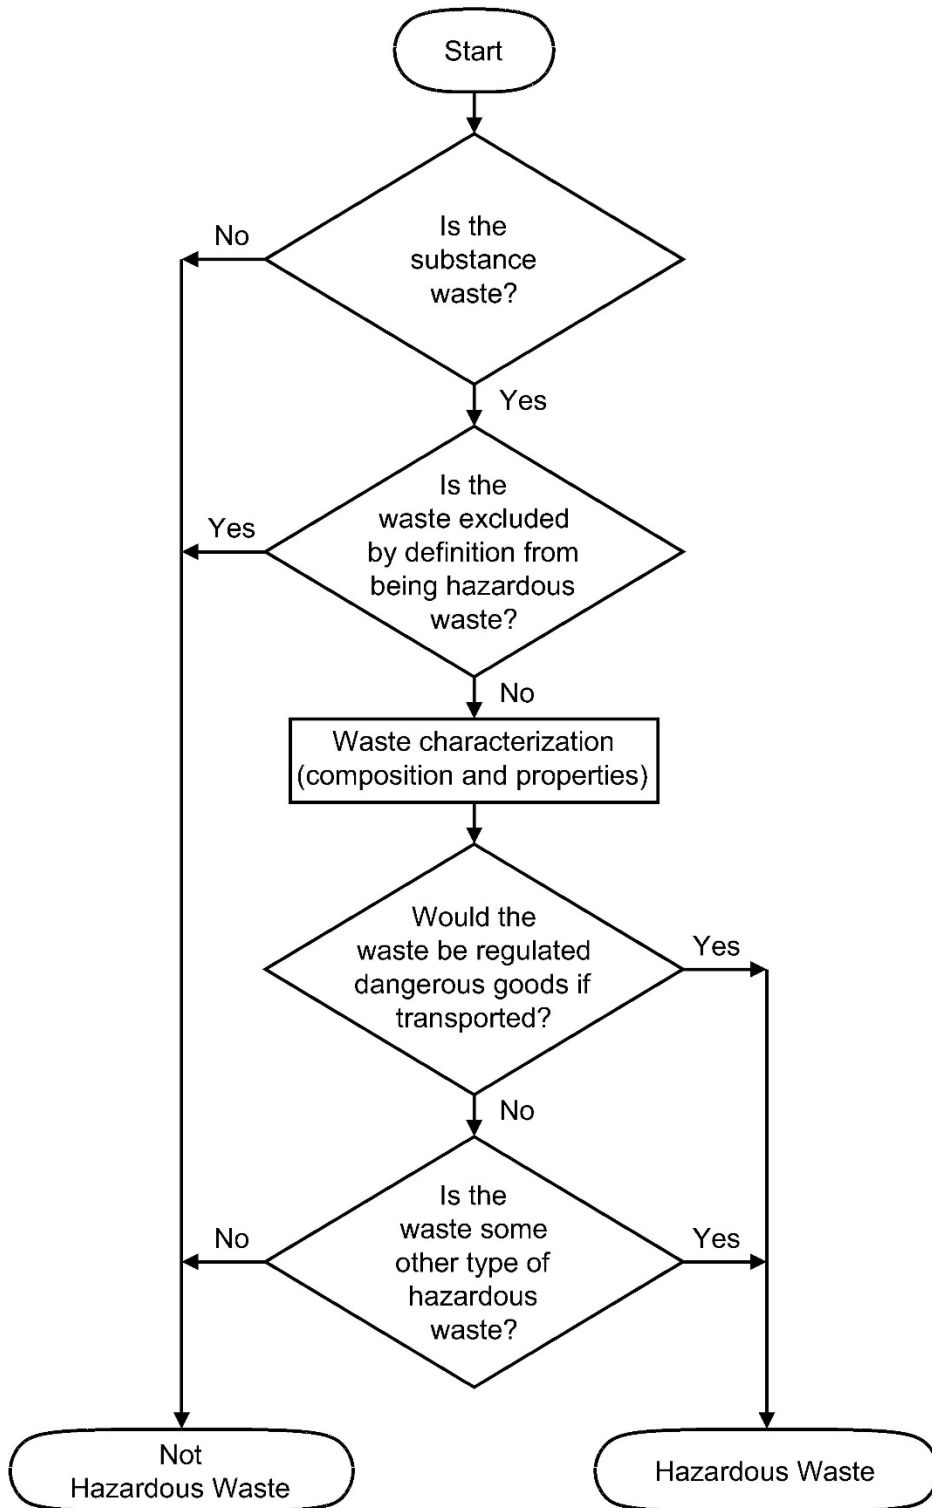 Start
Is the
substance
waste?
No
Yes
Is the
waste excluded
by definition from
being hazardous
waste?
Yes
No
Waste characterization
(composition and properties)
Would the
waste be regulated
dangerous goods if
transported?
Yes
No
Is the
waste some
other type of
hazardous
waste?
No
Yes
Not
Hazardous Waste
Hazardous Waste